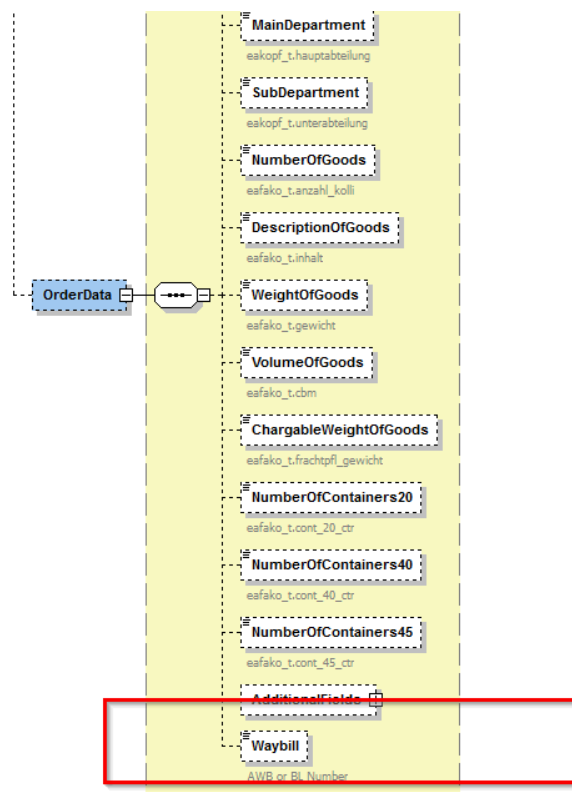 MainDepartment
eakopf_t.hauptabteilung
SubDepartment
eakopf_t.unterabteilung
NumberOfGoods
eafako_t.anzahl_kolli
DescriptionOfGoods
eafako_t.inhalt
OrderData
WeightOfGoods
eafako_t.gewicht
VolumeOfGoods
eafako_t.cbm
ChargableWeightOfGoods
eafako_t.frachtpfl_gewicht
NumberOfContainers20
eafako_t.cont_20_ctr
NumberOfContainers40
eafako_t.cont_40_ctr
NumberOfContainers45
eafako_t.cont_45_ctr
AdditionalFields
Waybill
AWB or BL Number